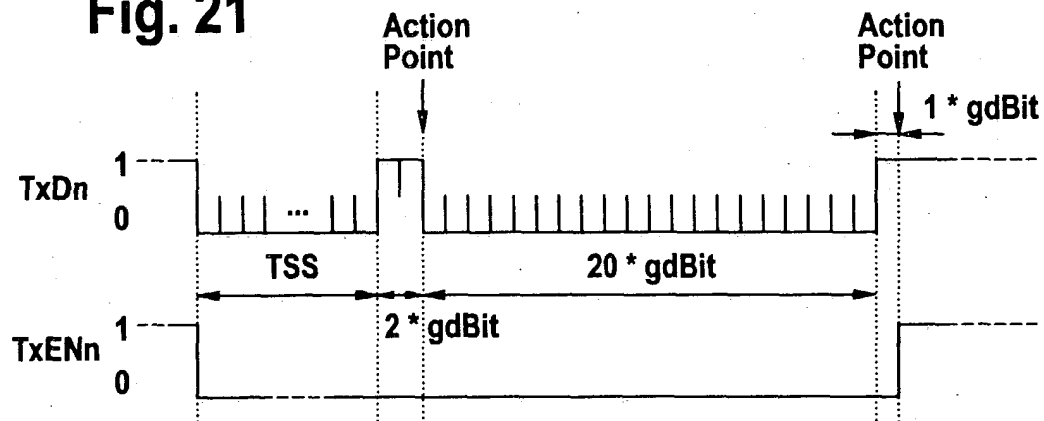 Fig. 21
Action
Point
Action
Point
1 * gdBit
TxDn
1
0
...
TSS
20 * gdBit
2 * gdBit
TxENn
1
0